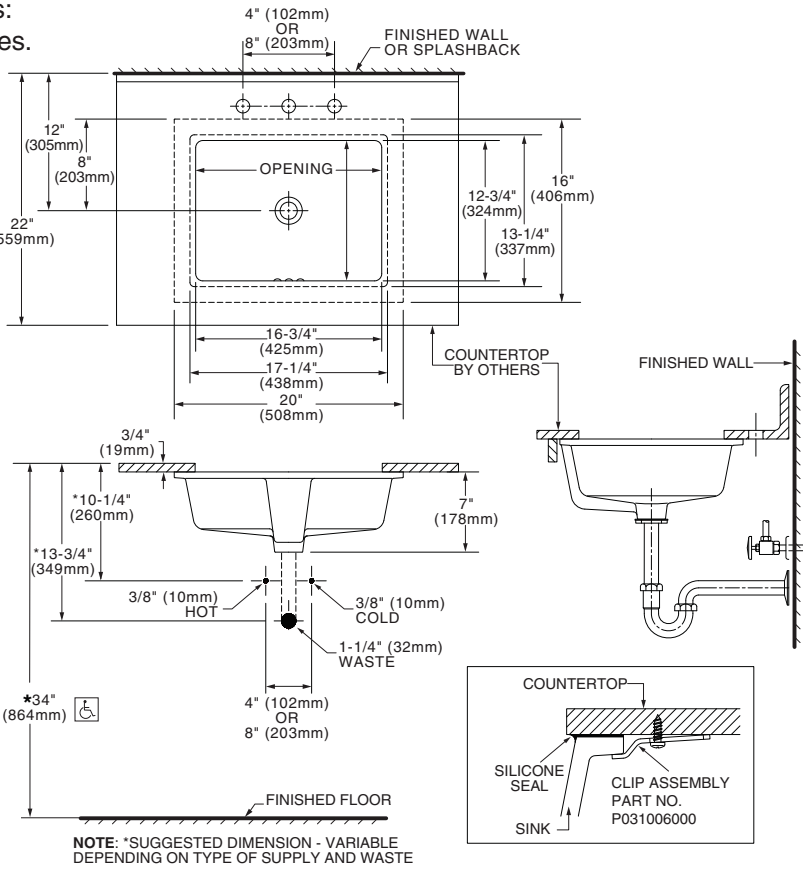 s:
es.
4" (102mm)
OR
8" (203mm)
FINISHED WALL
OR SPLASHBACK
12"
(305mm)
8"
(203mm)
22"
559mm)
OPENING
12-3/4"
(324mm)
13-1/4"
(337mm)
16"
(406mm)
16-3/4"
(425mm)
17-1/4"
(438mm)
20"
(508mm)
COUNTERTOP
BY OTHERS
FINISHED WALL
3/4"
(19mm)
*10-1/4"
(260mm)
*13-3/4"
(349mm)
7"
(178mm)
3/8" (10mm)
HOT
3/8" (10mm)
COLD
1-1/4" (32mm)
WASTE
4" (102mm)
OR
8" (203mm)
*34"
(864mm)
FINISHED FLOOR
COUNTERTOP
SILICONE
SEAL
SINK
CLIP ASSEMBLY
PART NO.
P031006000
NOTE: *SUGGESTED DIMENSION - VARIABLE
DEPENDING ON TYPE OF SUPPLY AND WASTE